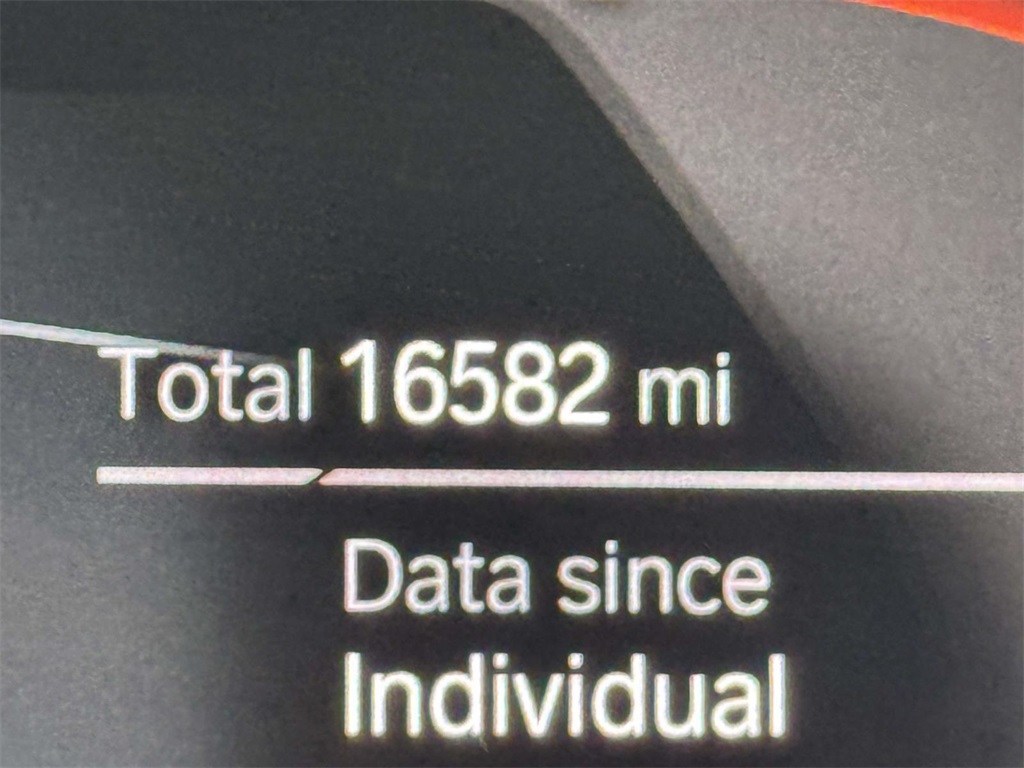 Total 16582 mi
Data since
Individual